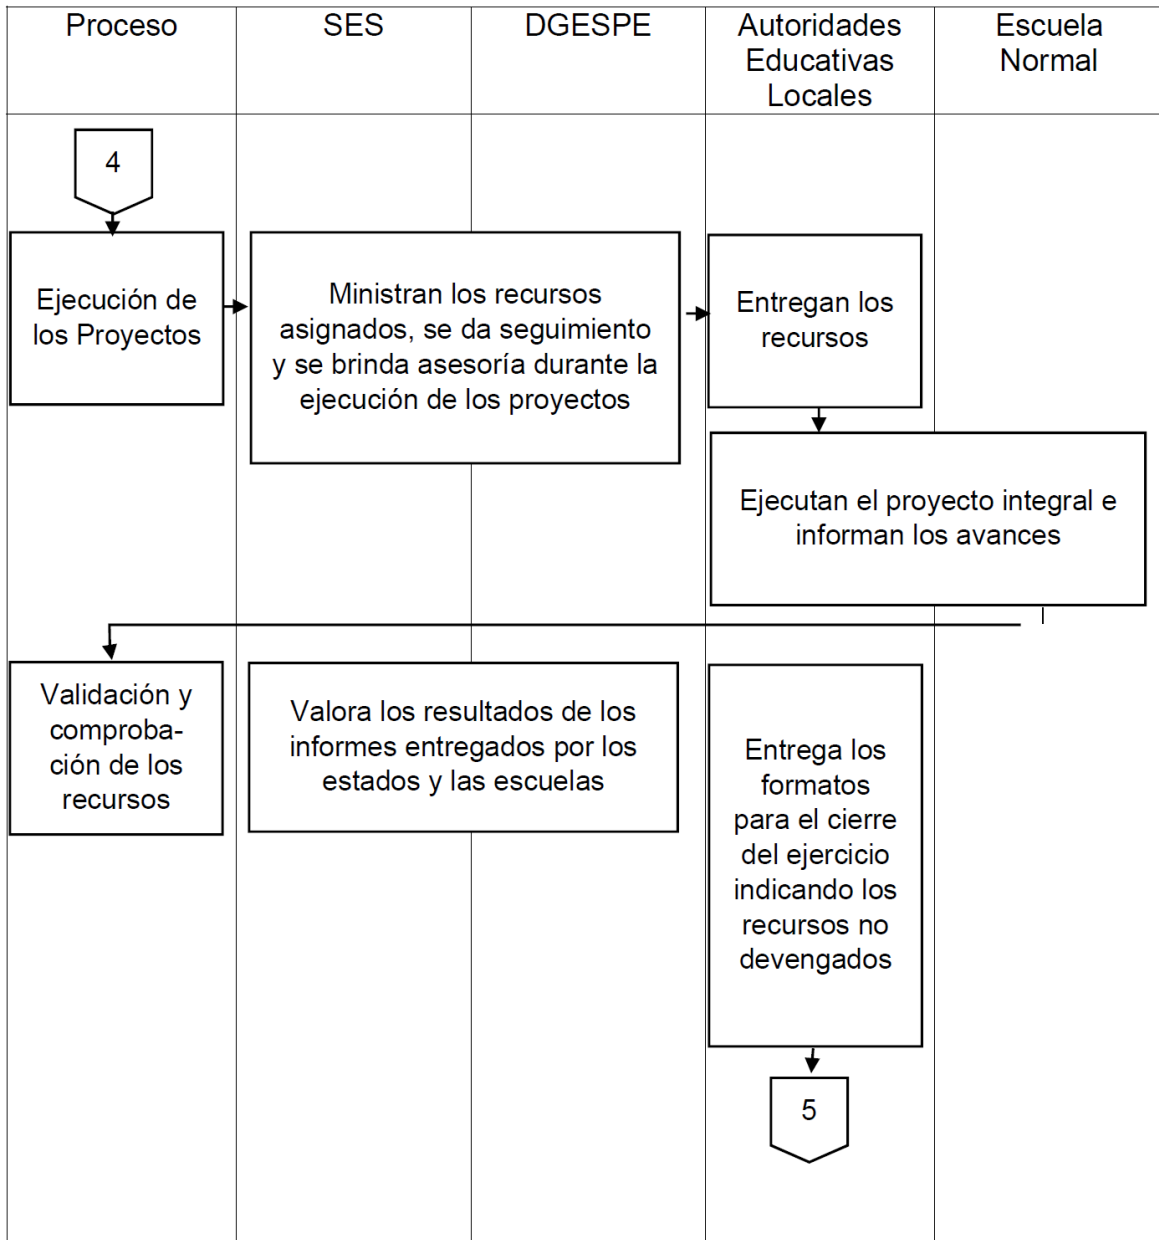 Proceso
SES
DGESPE
Autoridades
Educativas
Locales
Escuela
Normal
4
Ejecución de
los Proyectos
Ministran los recursos
asignados, se da seguimiento
y se brinda asesoría durante la
ejecución de los proyectos
Entregan los
recursos
Ejecutan el proyecto integral e
informan los avances
Validación y
comproba-
ción de los
recursos
Valora los resultados de los
informes entregados por los
estados y las escuelas
Entrega los
formatos
para el cierre
del ejercicio
indicando los
recursos no
devengados
5